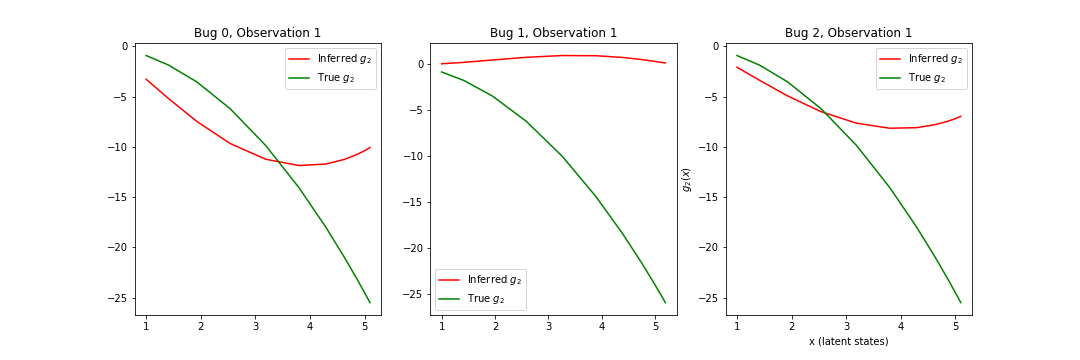 Bug 0, Observation 1
Inferred g₂
True g₂
0
−5
−10
−15
−20
−25
1 2 3 4 5
Bug 1, Observation 1
0
−5
−10
−15
−20
−25
Inferred g₂
True g₂
1 2 3 4 5
Bug 2, Observation 1
Inferred g₂
True g₂
g₂(x)
0
−5
−10
−15
−20
−25
1 2 3 4 5
x (latent states)